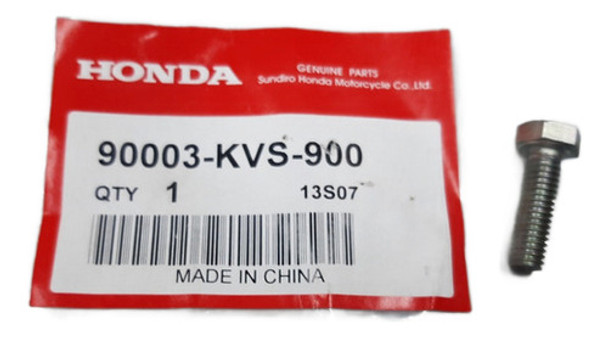 HONDA
GENUINE PARTS
Sundiro Honda Motorcycle Co.,Ltd.
90003-KVS-900
QTY 1 13S07
MADE IN CHINA